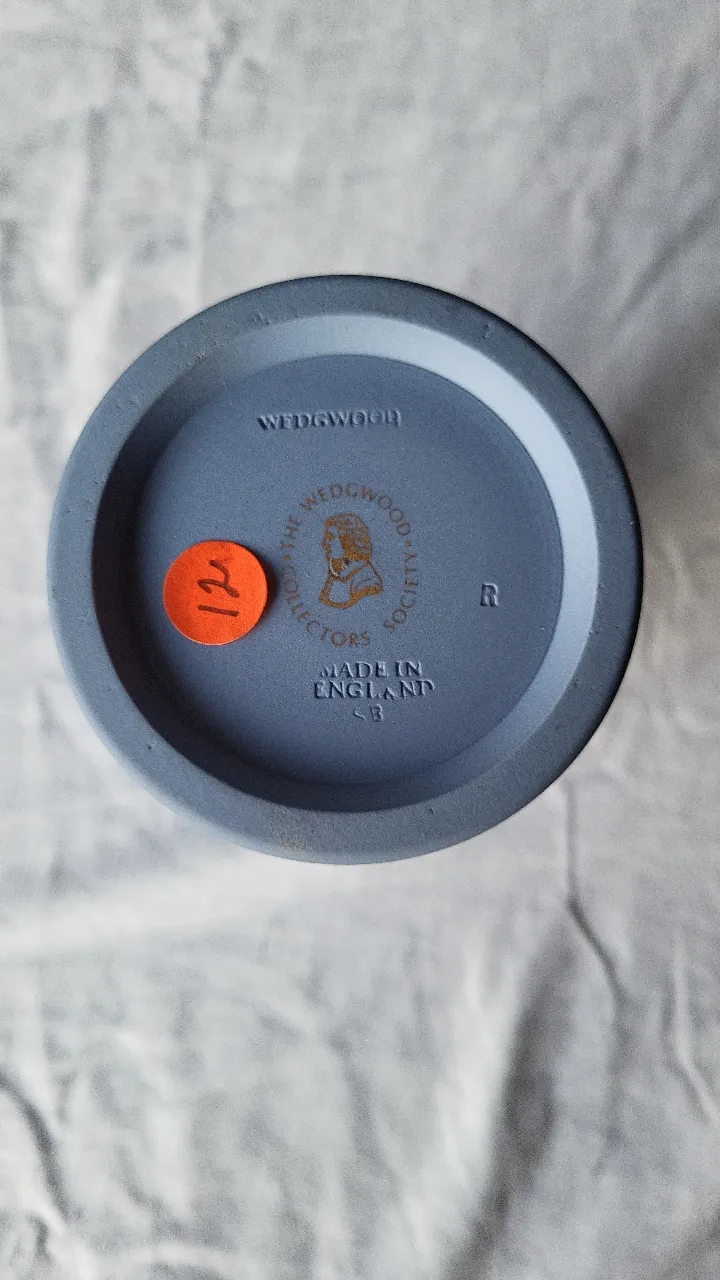 WEDGWOOD
• THE WEDGWOOD • COLLECTORS SOCIETY
12
R
MADE IN
ENGLAND